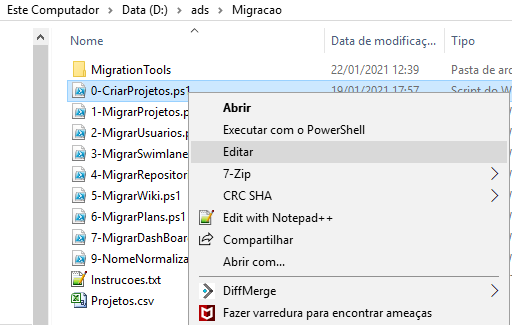 Este Computador > Data (D:) > ads > Migracao
Nome Data de modificaç... Tipo
MigrationTools 22/01/2021 12:39 Pasta de arq
0-CriarProjetos.ps1 19/01/2021 17:57 Script do W
1-MigrarProjetos.p
2-MigrarUsuarios.p
3-MigrarSwimlane
4-MigrarRepositor
5-MigrarWiki.ps1
6-MigrarPlans.ps1
7-MigrarDashBoar
9-NomeNormaliza
Instrucoes.txt
Projetos.csv
Abrir
Executar com o PowerShell
Editar
7-Zip
CRC SHA
Edit with Notepad++
Compartilhar
Abrir com...
DiffMerge
Fazer varredura para encontrar ameaças